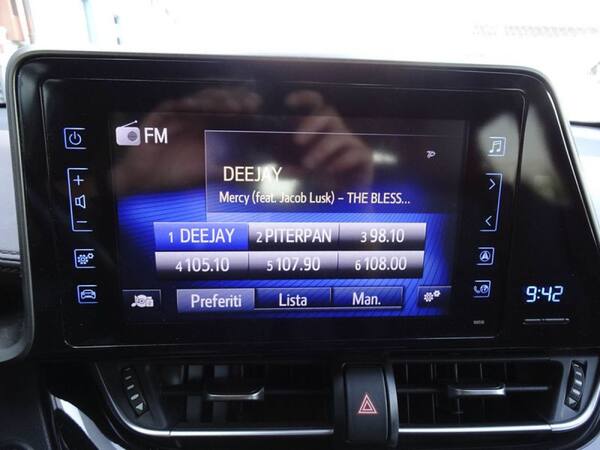 FM
TP
DEEJAY
Mercy (feat. Jacob Lusk) – THE BLESS...
1 DEEJAY 2 PITERPAN 3 98.10
4 105.10 5 107.90 6 108.00
Preferiti Lista Man.
9:42